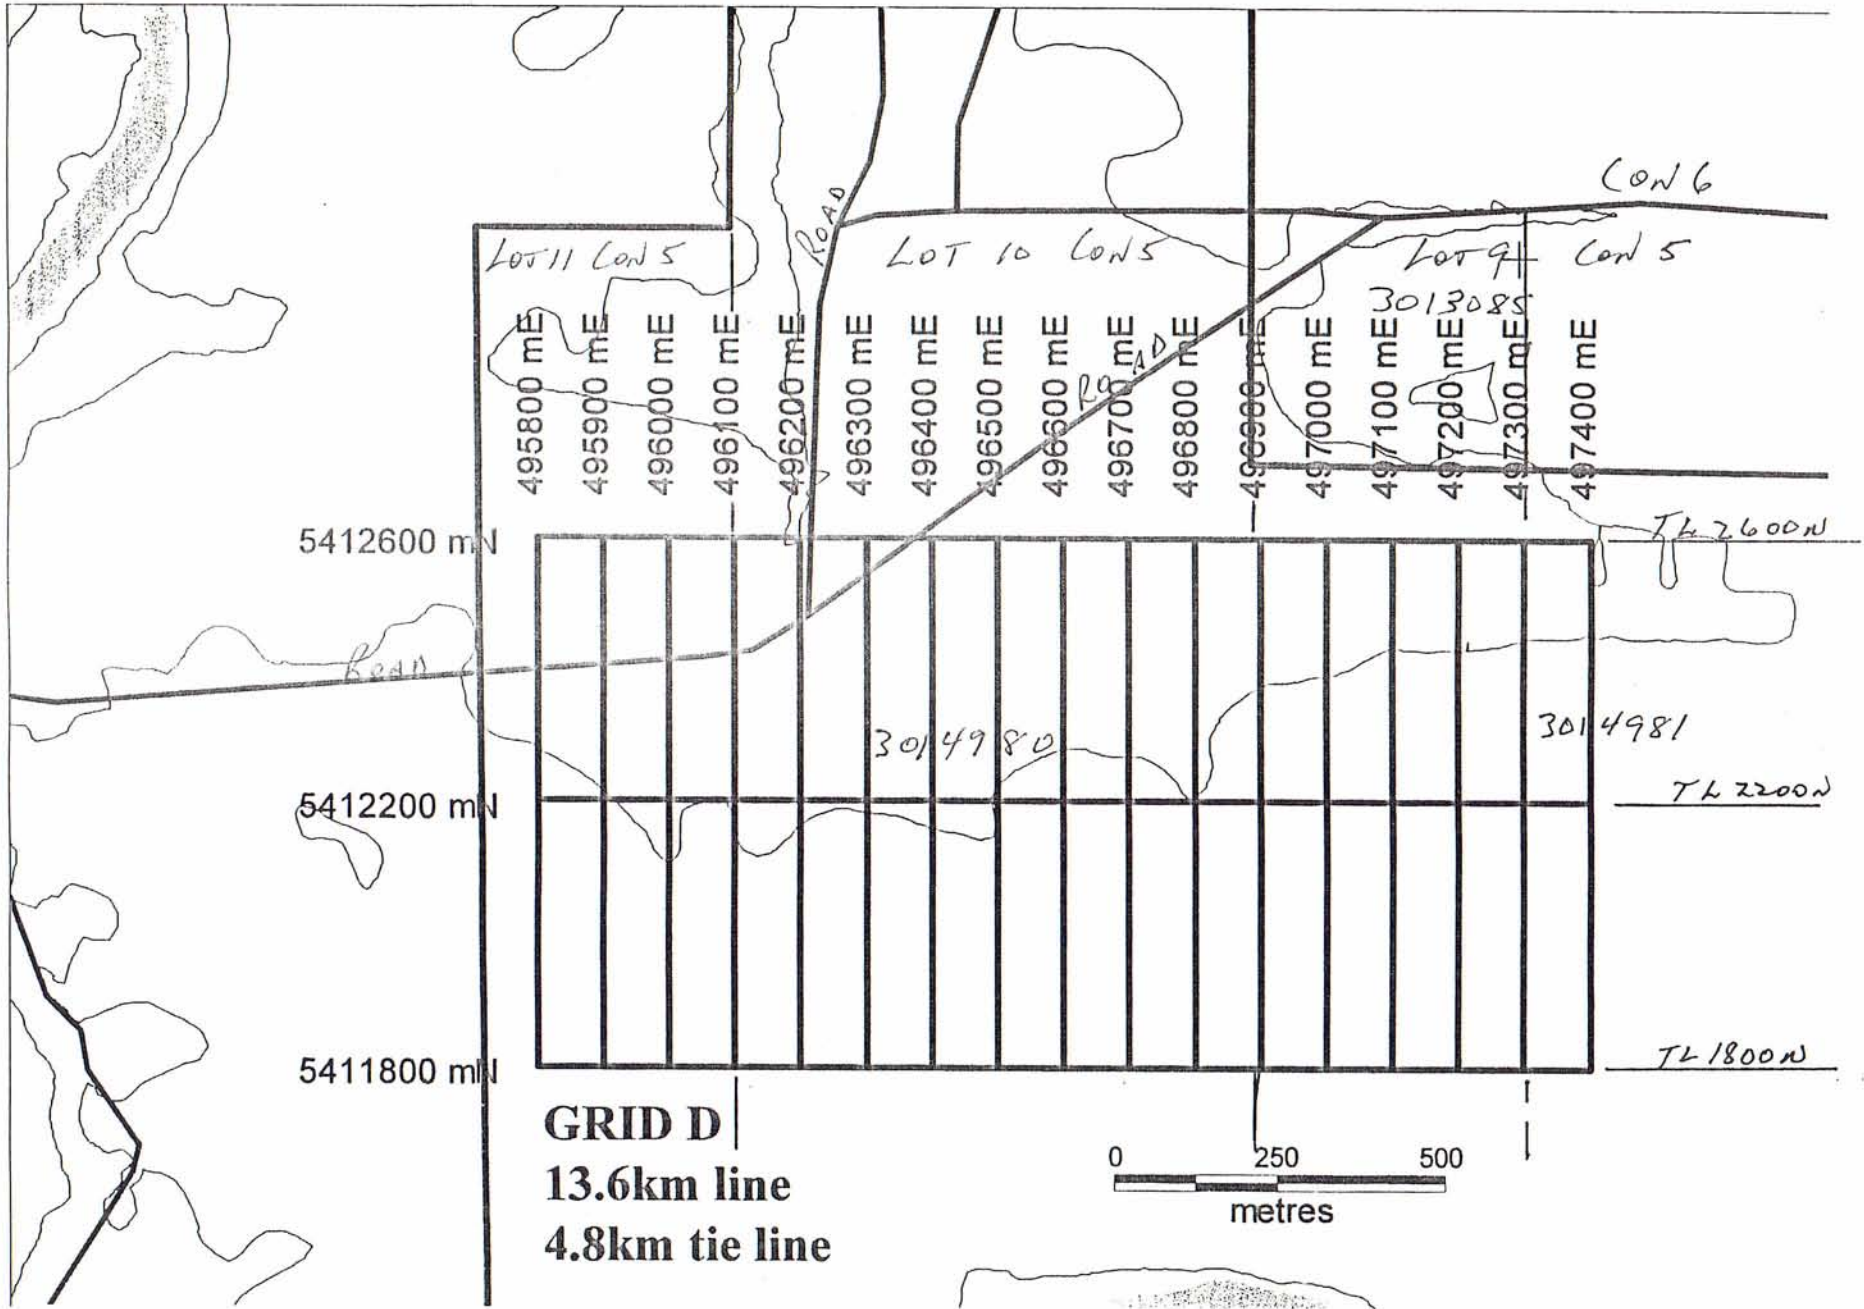 CON 6
ROAD
LOT 11 CON 5
LOT 10 CON 5
LOT 9 CON 5
3013085
495800 mE
495900 mE
496000 mE
496100 mE
496200 mE
496300 mE
496400 mE
496500 mE
496600 mE
496700 mE
496800 mE
496900 mE
497000 mE
497100 mE
497200 mE
497300 mE
497400 mE
ROAD
5412600 mN
TL 2600N
ROAD
3014980
3014981
5412200 mN
TL 2200N
5411800 mN
TL 1800N
GRID D
13.6km line
4.8km tie line
0 250 500
metres